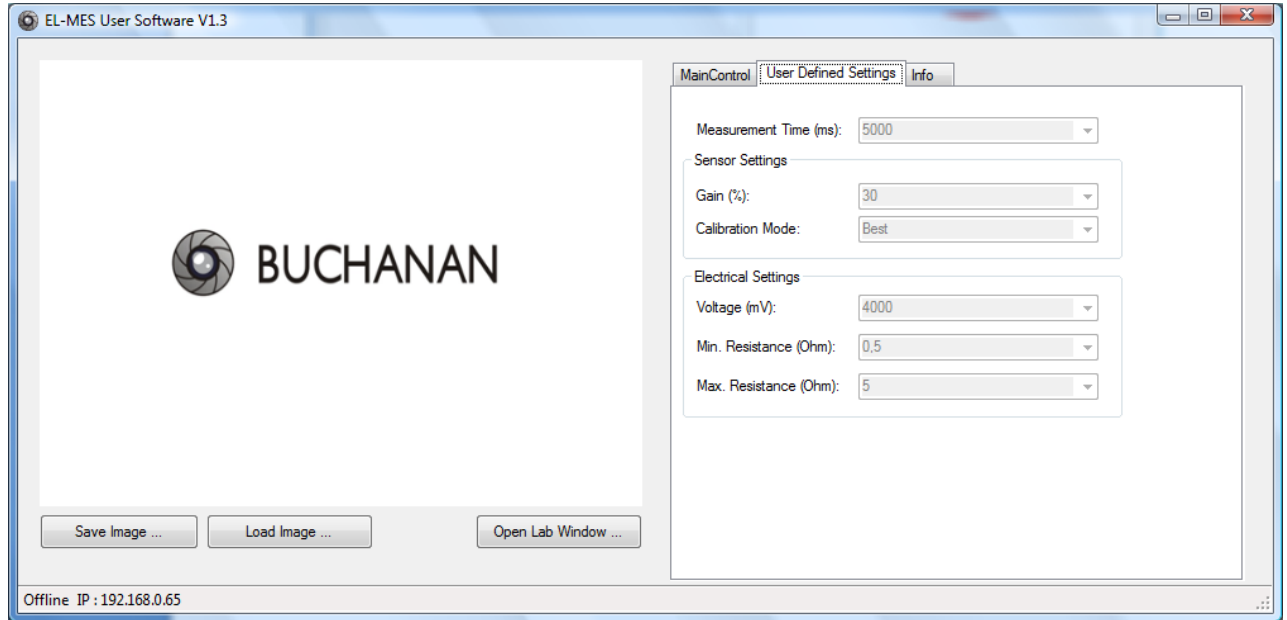 EL-MES User Software V1.3
BUCHANAN
Save Image ...
Load Image ...
Open Lab Window ...
MainControl
User Defined Settings
Info
Measurement Time (ms): 5000
Sensor Settings
Gain (%): 30
Calibration Mode: Best
Electrical Settings
Voltage (mV): 4000
Min. Resistance (Ohm): 0,5
Max. Resistance (Ohm): 5
Offline IP : 192.168.0.65